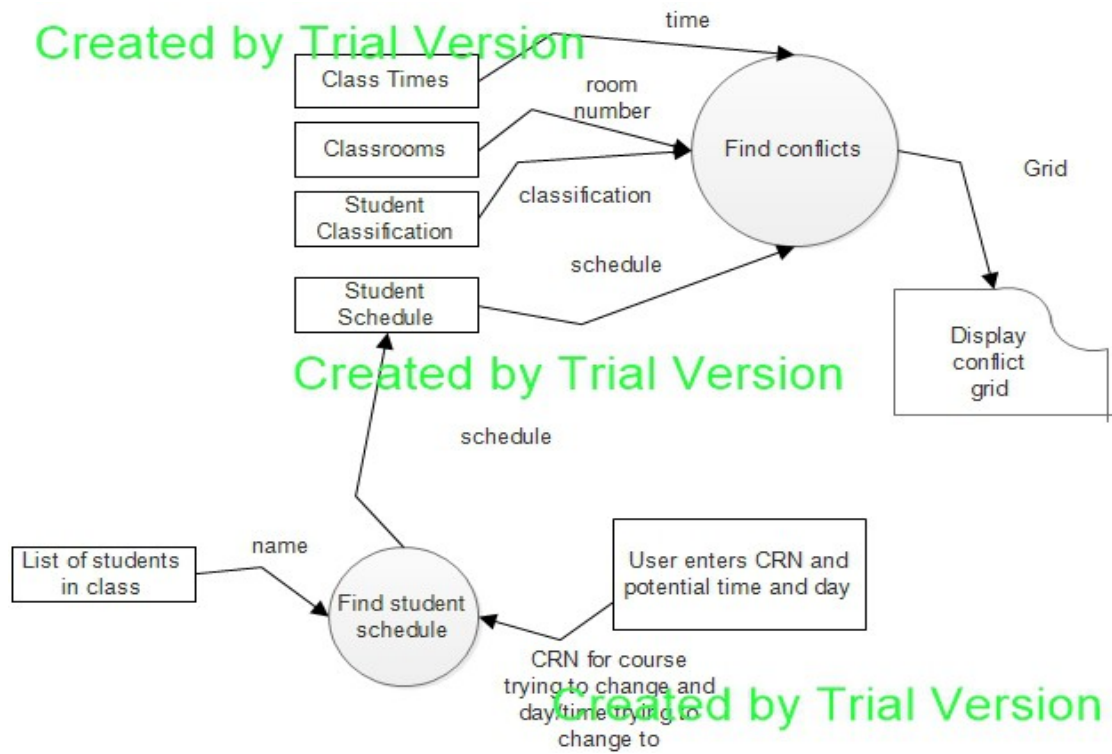 time
Created by Trial Version
Class Times
room
number
Classrooms
Find conflicts
Grid
Student
Classification
classification
schedule
Student
Schedule
Display
conflict
grid
Created by Trial Version
schedule
List of students
in class
name
User enters CRN and
potential time and day
Find student
schedule
CRN for course
trying to change and
day/time trying to
change to
Created by Trial Version